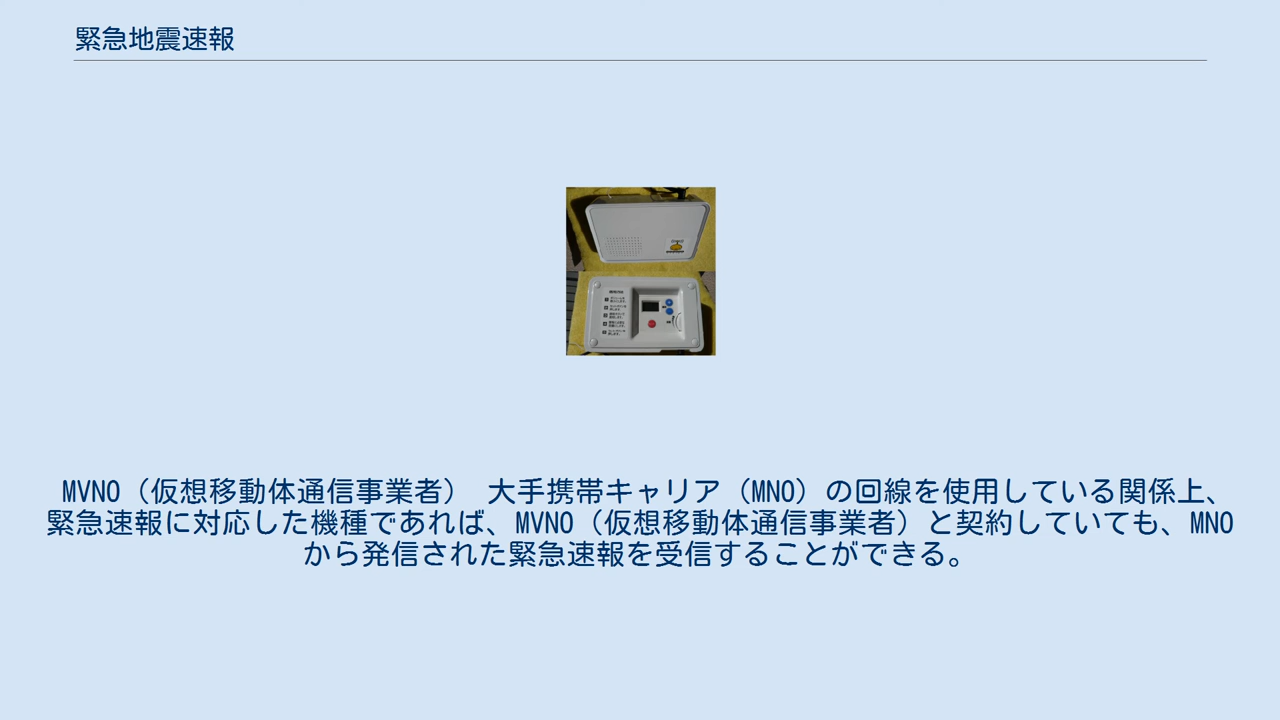 緊急地震速報
MVNO（仮想移動体通信事業者） 大手携帯キャリア（MNO）の回線を使用している関係上、
緊急速報に対応した機種であれば、MVNO（仮想移動体通信事業者）と契約していても、MNO
から発信された緊急速報を受信することができる。